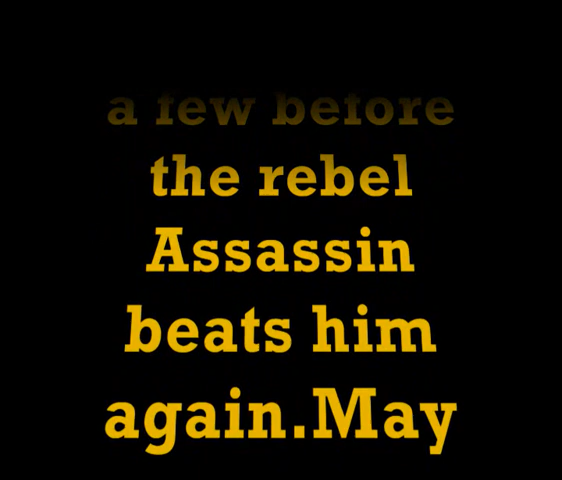 a few before
the rebel
Assassin
beats him
again.May